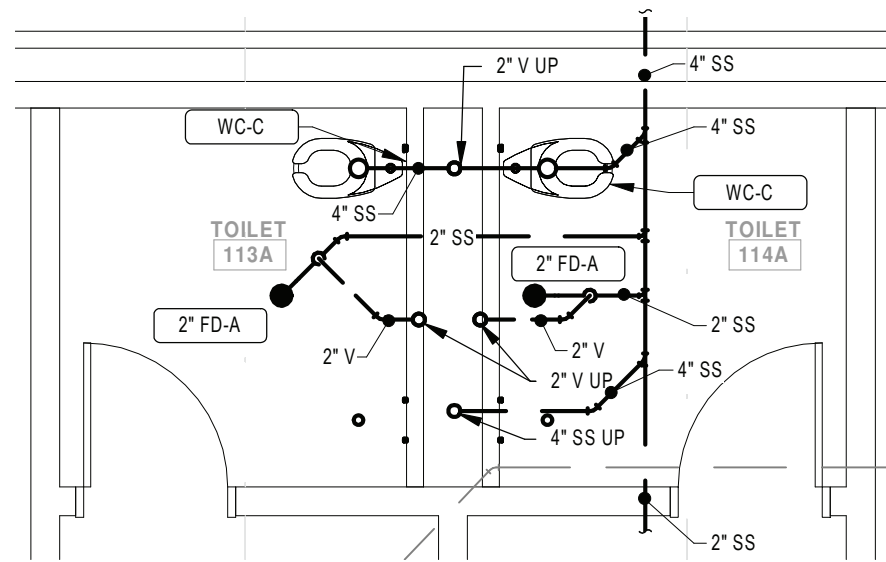 2" V UP
4" SS
WC-C
4" SS
WC-C
4" SS
TOILET
113A
2" SS
TOILET
114A
2" FD-A
2" FD-A
2" SS
2" V
2" V
2" V UP
4" SS
4" SS UP
2" SS